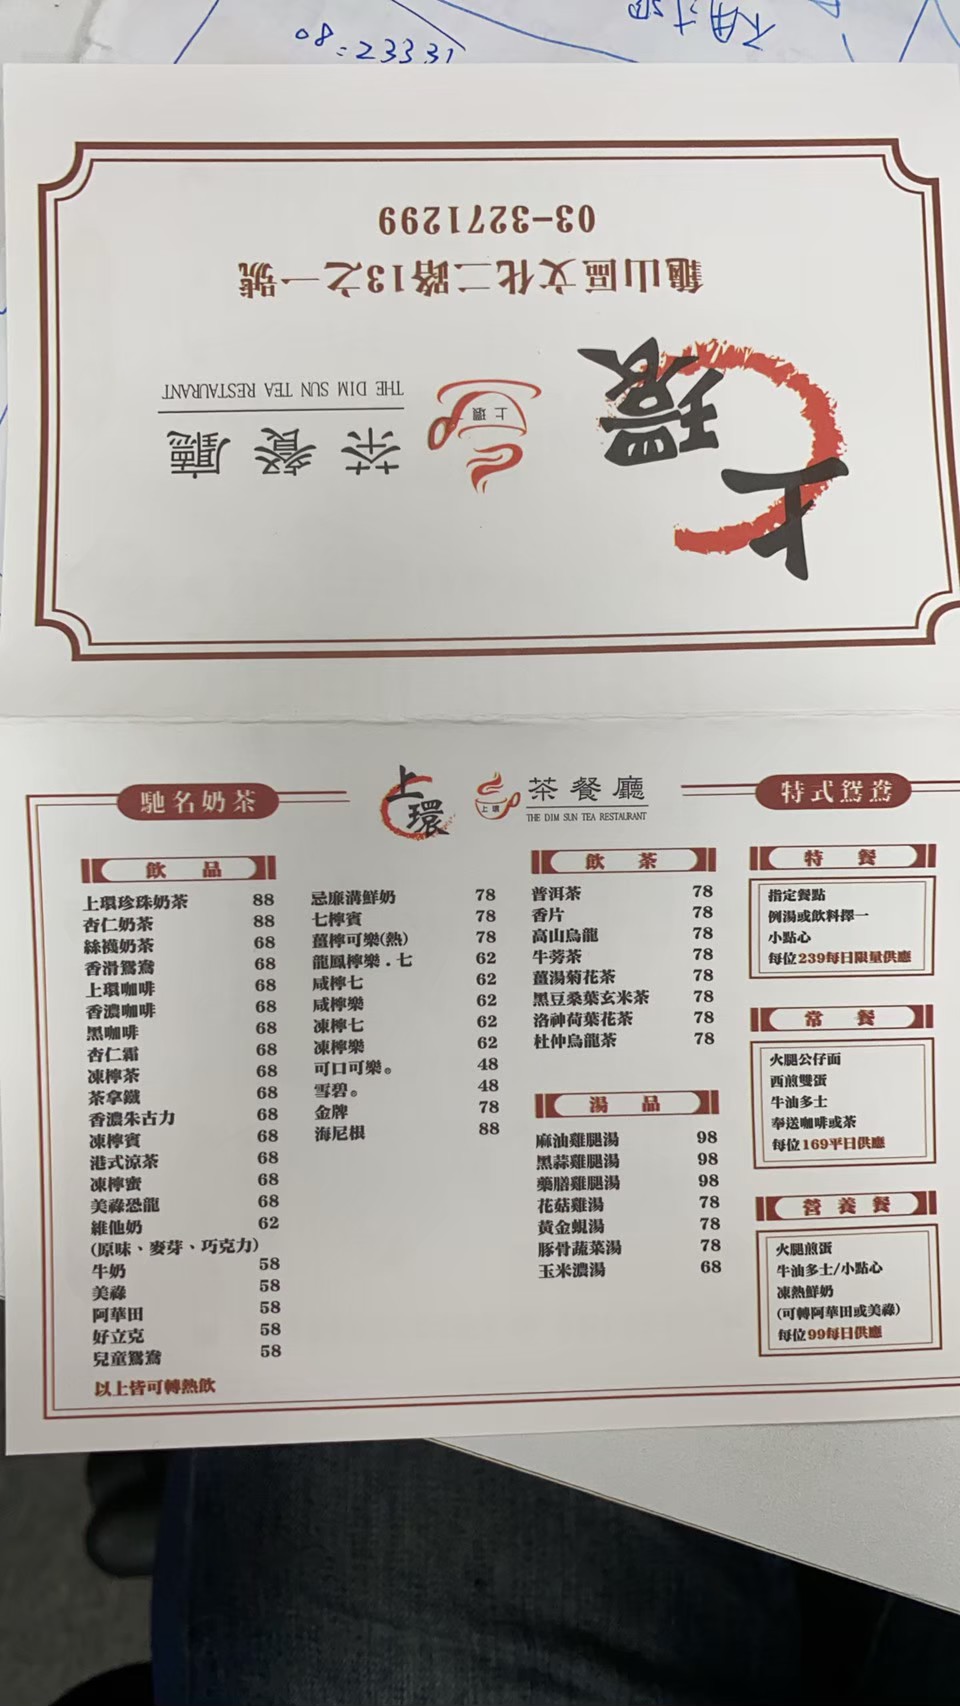 08=23331
03-3271299
龜山區文化二路13之一號
上環
上環
茶餐廳
THE DIM SUN TEA RESTAURANT
馳名奶茶
上環
上環
茶餐廳
THE DIM SUN TEA RESTAURANT
特式鴛鴦
飲品
上環珍珠奶茶 88
杏仁奶茶 88
絲襪奶茶 68
香滑鴛鴦 68
上環咖啡 68
香濃咖啡 68
黑咖啡 68
杏仁霜 68
凍檸茶 68
茶拿鐵 68
香濃朱古力 68
凍檸賓 68
港式涼茶 68
凍檸蜜 68
美祿恐龍 68
維他奶 62
(原味、麥芽、巧克力)
牛奶 58
美祿 58
阿華田 58
好立克 58
兒童鴛鴦 58
以上皆可轉熱飲
忌廉溝鮮奶 78
七檸賓 78
薑檸可樂(熱) 78
龍鳳檸樂.七 62
咸檸七 62
咸檸樂 62
凍檸七 62
凍檸樂 62
可口可樂。 48
雪碧。 48
金牌 78
海尼根 88
飲茶
普洱茶 78
香片 78
高山烏龍 78
牛蒡茶 78
薑湯菊花茶 78
黑豆桑葉玄米茶 78
洛神荷葉花茶 78
杜仲烏龍茶 78
湯品
麻油雞腿湯 98
黑蒜雞腿湯 98
藥膳雞腿湯 98
花菇雞湯 78
黃金蜆湯 78
豚骨蔬菜湯 78
玉米濃湯 68
特餐
指定餐點
例湯或飲料擇一
小點心
每位239每日限量供應
常餐
火腿公仔面
西煎雙蛋
牛油多士
奉送咖啡或茶
每位169平日供應
營養餐
火腿煎蛋
牛油多士/小點心
凍熱鮮奶
(可轉阿華田或美祿)
每位99每日供應